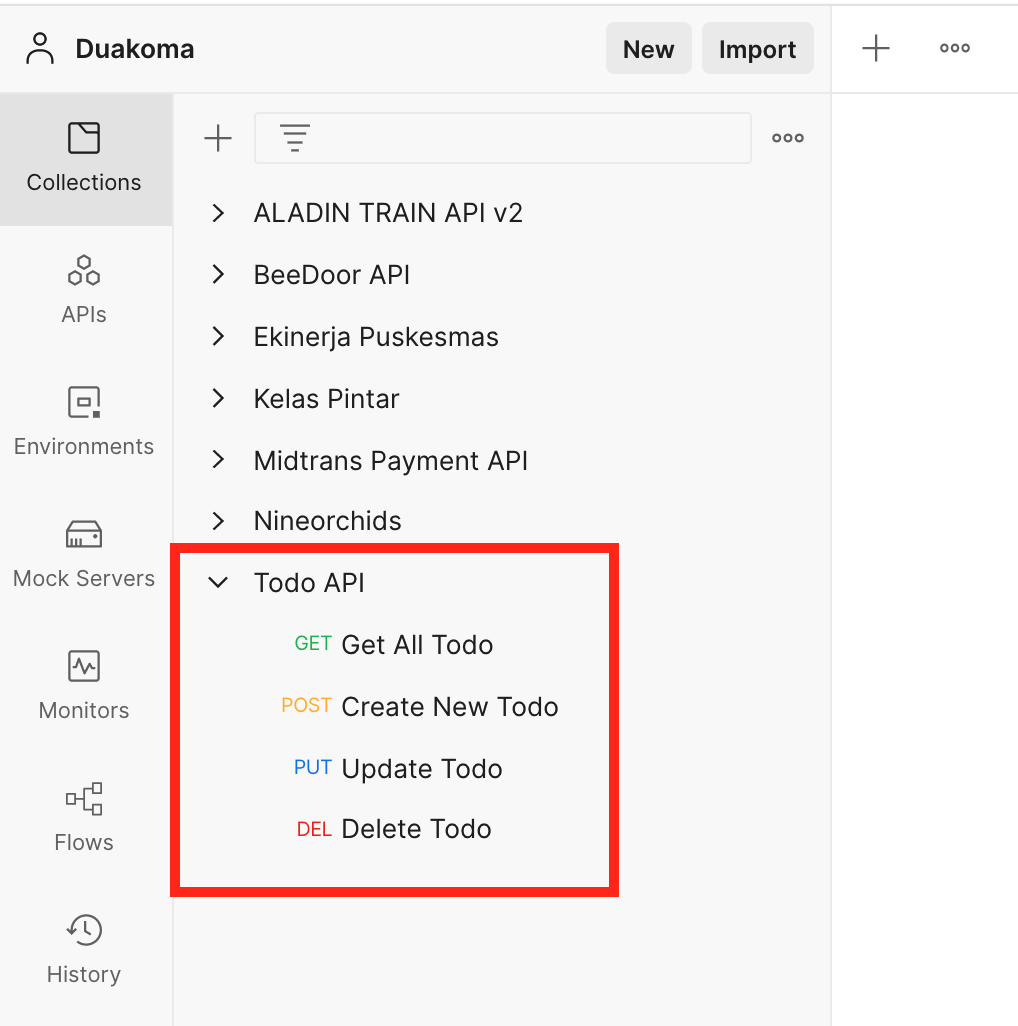 Duakoma
New
Import
Collections
APIs
Environments
Mock Servers
Monitors
Flows
History
ALADIN TRAIN API v2
BeeDoor API
Ekinerja Puskesmas
Kelas Pintar
Midtrans Payment API
Nineorchids
Todo API
GET Get All Todo
POST Create New Todo
PUT Update Todo
DEL Delete Todo